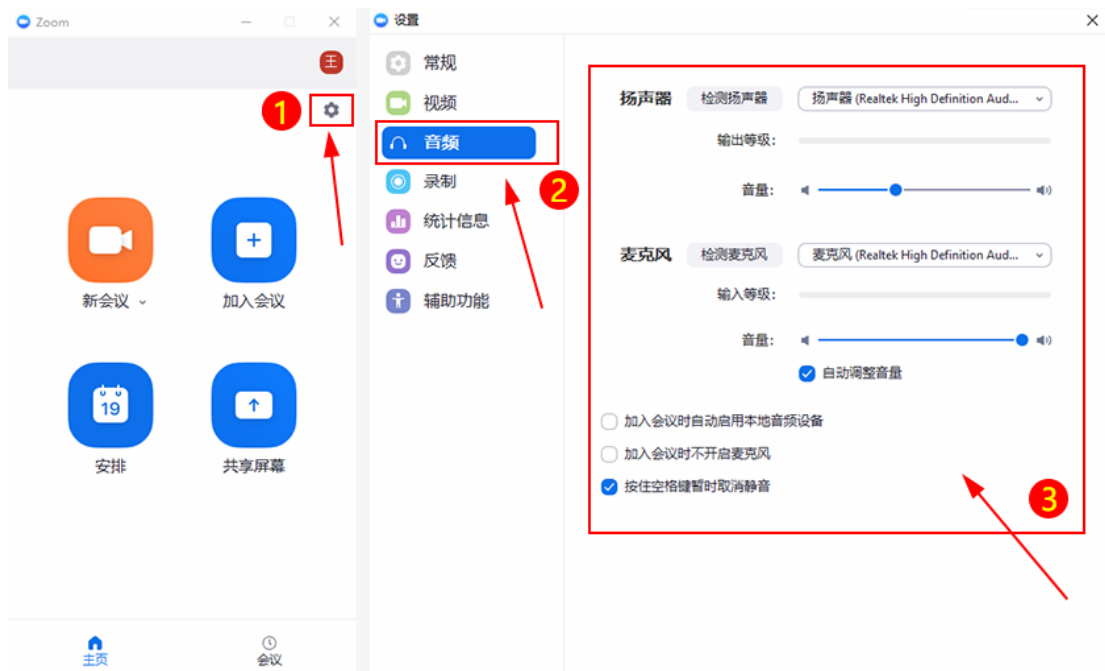 Zoom
王
1
新会议
加入会议
19
安排
共享屏幕
主页
会议
设置
常规
视频
音频
录制
统计信息
反馈
辅助功能
2
扬声器 检测扬声器 扬声器 (Realtek High Definition Aud...
输出等级:
音量:
麦克风 检测麦克风 麦克风 (Realtek High Definition Aud...
输入等级:
音量:
自动调整音量
加入会议时自动启用本地音频设备
加入会议时不开启麦克风
按住空格键暂时取消静音
3